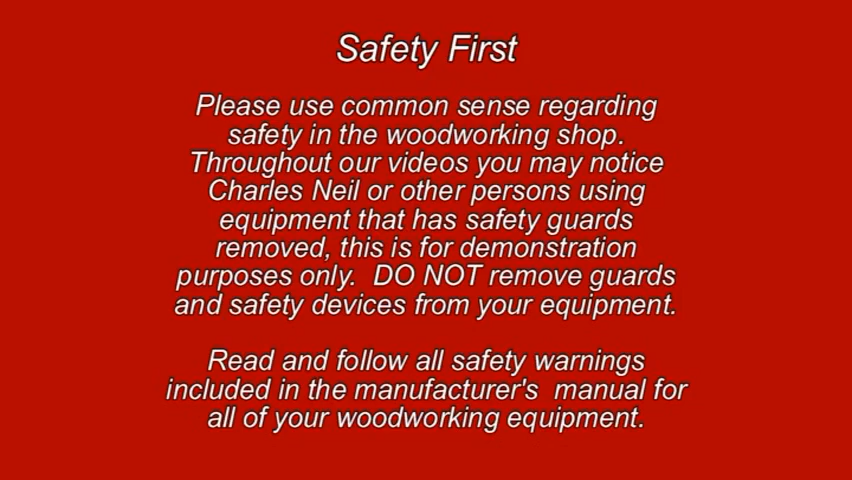 Safety First
Please use common sense regarding
safety in the woodworking shop.
Throughout our videos you may notice
Charles Neil or other persons using
equipment that has safety guards
removed, this is for demonstration
purposes only.  DO NOT remove guards
and safety devices from your equipment.
Read and follow all safety warnings
included in the manufacturer's  manual for
all of your woodworking equipment.